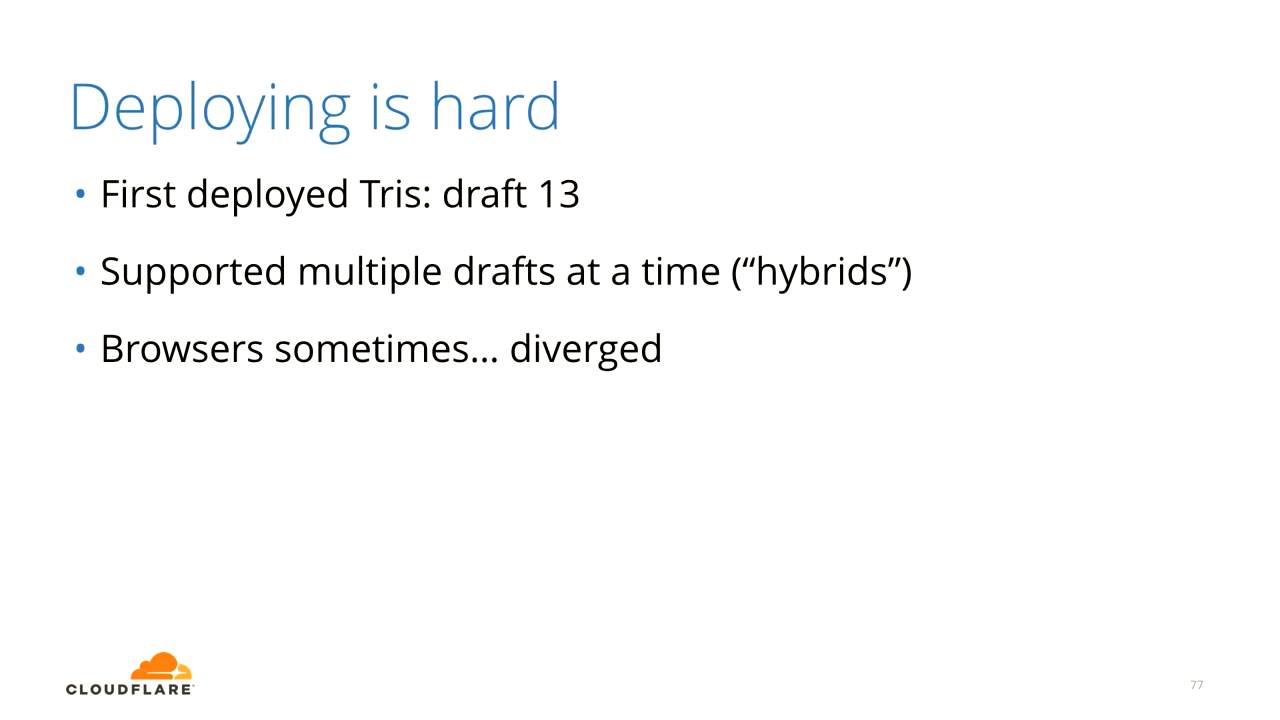 Deploying is hard
• First deployed Tris: draft 13
• Supported multiple drafts at a time (“hybrids”)
• Browsers sometimes... diverged
CLOUDFLARE
77